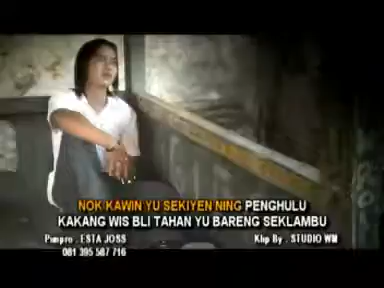 NOK KAWIN YU SEKIYEN NING PENGHULU
KAKANG WIS BLI TAHAN YU BARENG SEKLAMBU
Pimpro . ESTA JOSS
Klip By . STUDIO WM
081 395 587 716